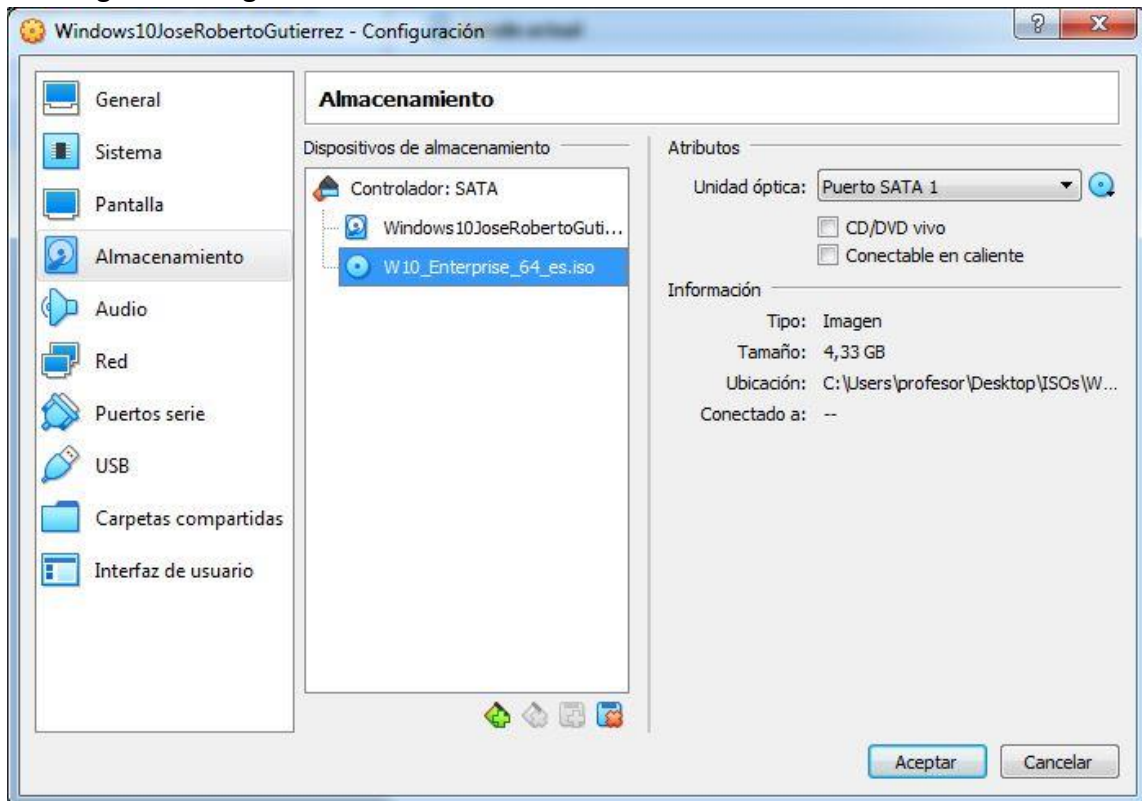 Windows10JoseRobertoGutierrez - Configuración
General
Sistema
Pantalla
Almacenamiento
Audio
Red
Puertos serie
USB
Carpetas compartidas
Interfaz de usuario
Almacenamiento
Dispositivos de almacenamiento
Controlador: SATA
Windows10JoseRobertoGuti...
W10_Enterprise_64_es.iso
Atributos
Unidad óptica: Puerto SATA 1
CD/DVD vivo
Conectable en caliente
Información
Tipo: Imagen
Tamaño: 4,33 GB
Ubicación: C:\Users\profesor\Desktop\ISOs\W...
Conectado a: --
Aceptar Cancelar